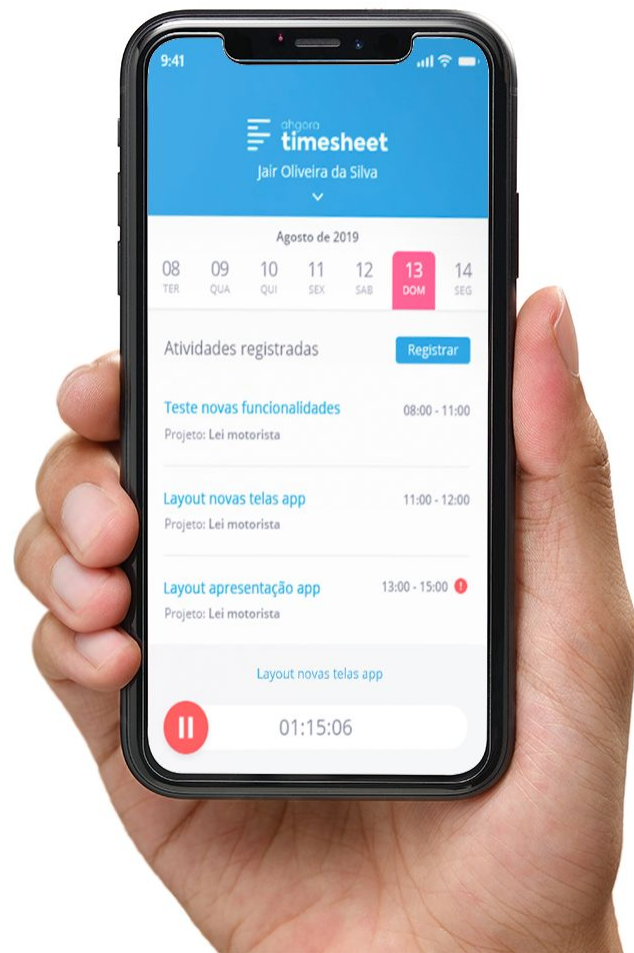 9:41
ahgora
timesheet
Jair Oliveira da Silva
Agosto de 2019
08 09 10 11 12 13 14
TER QUA QUI SEX SAB DOM SEG
Atividades registradas Registrar
Teste novas funcionalidades 08:00 - 11:00
Projeto: Lei motorista
Layout novas telas app 11:00 - 12:00
Projeto: Lei motorista
Layout apresentação app 13:00 - 15:00 !
Projeto: Lei motorista
Layout novas telas app
01:15:06